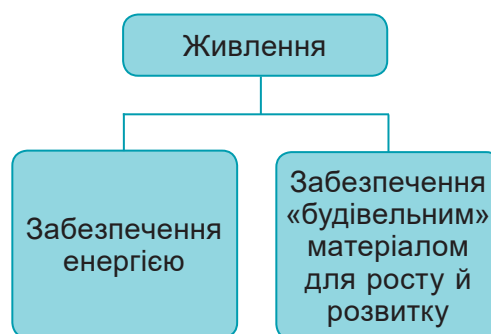 Живлення
Забезпечення
енергією
Забезпечення
«будівельним»
матеріалом
для росту й
розвитку